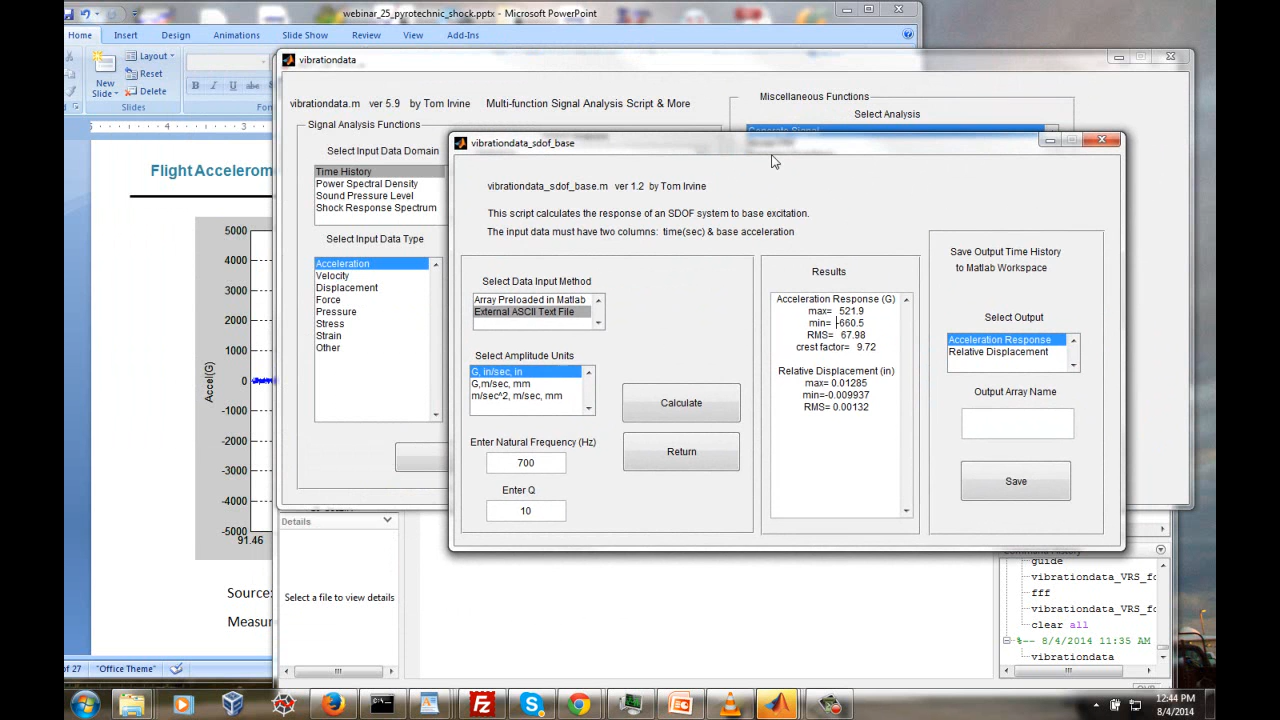 webinar_25_pyrotechnic_shock.pptx - Microsoft PowerPoint
Home Insert Design Animations Slide Show Review View Add-Ins
New
Slide
Layout
Reset
Delete
B I U abc
Slides
Flight Accelerom
Accel(G)
5000
4000
3000
2000
1000
0
-1000
-2000
-3000
-4000
-5000
91.46
Source:
Measur
of 27 "Office Theme"
vibrationdata
vibrationdata.m ver 5.9 by Tom Irvine Multi-function Signal Analysis Script & More
Signal Analysis Functions
Select Input Data Domain
Time History
Power Spectral Density
Sound Pressure Level
Shock Response Spectrum
Select Input Data Type
Acceleration
Velocity
Displacement
Force
Pressure
Stress
Strain
Other
Miscellaneous Functions
Select Analysis
Generate Signal
vibrationdata_sdof_base
vibrationdata_sdof_base.m ver 1.2 by Tom Irvine
This script calculates the response of an SDOF system to base excitation.
The input data must have two columns: time(sec) & base acceleration
Select Data Input Method
Array Preloaded in Matlab
External ASCII Text File
Select Amplitude Units
G, in/sec, in
G,m/sec, mm
m/sec^2, m/sec, mm
Enter Natural Frequency (Hz)
700
Enter Q
10
Calculate
Return
Results
Acceleration Response (G)
max= 521.9
min= -660.5
RMS= 67.98
crest factor= 9.72
Relative Displacement (in)
max= 0.01285
min=-0.009937
RMS= 0.00132
Save Output Time History
to Matlab Workspace
Select Output
Acceleration Response
Relative Displacement
Output Array Name
Save
Details
Select a file to view details
guide
vibrationdata_VRS_fo
fff
vibrationdata_VRS_fo
clear all
%-- 8/4/2014 11:35 AM
vibrationdata
12:44 PM
8/4/2014